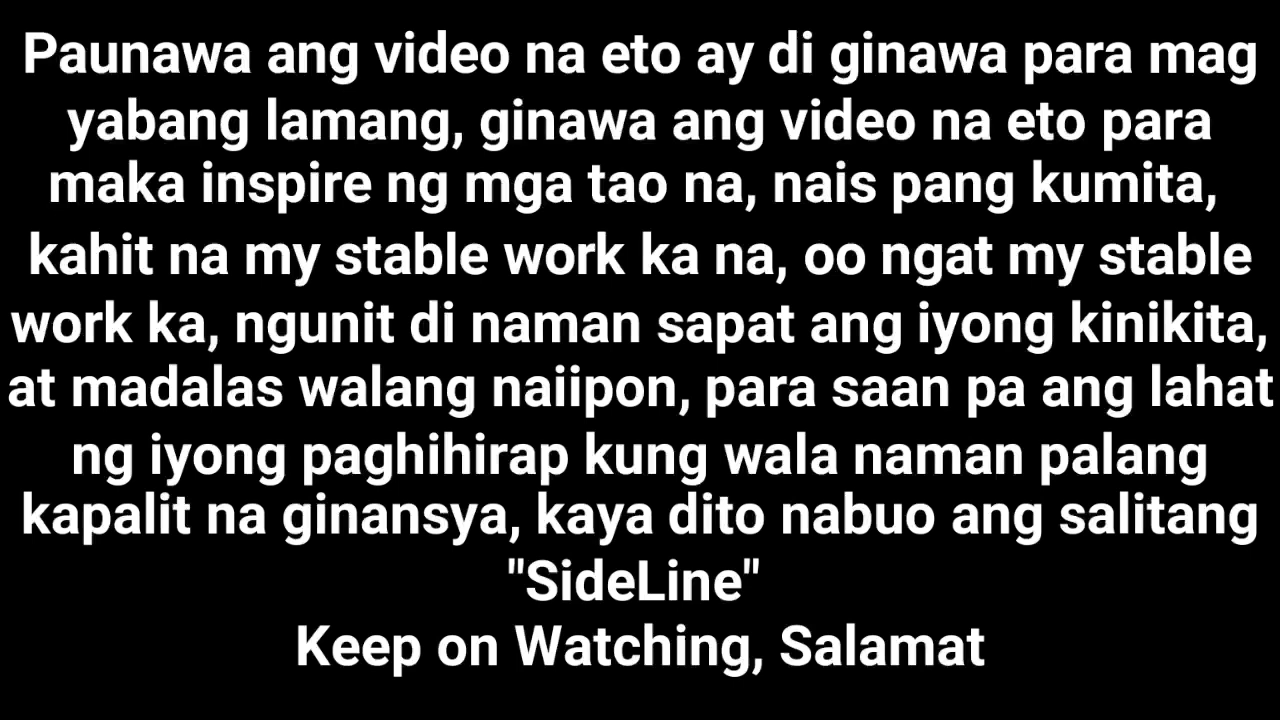 Paunawa ang video na eto ay di ginawa para mag
yabang lamang, ginawa ang video na eto para
maka inspire ng mga tao na, nais pang kumita,
kahit na my stable work ka na, oo ngat my stable
work ka, ngunit di naman sapat ang iyong kinikita,
at madalas walang naiipon, para saan pa ang lahat
ng iyong paghihirap kung wala naman palang
kapalit na ginansya, kaya dito nabuo ang salitang
"SideLine"
Keep on Watching, Salamat